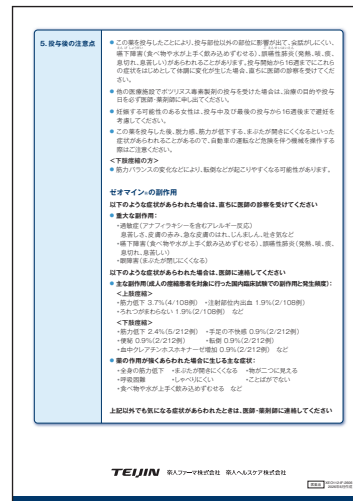 5. 投与後の注意点
● この薬を投与したことにより、投与部位以外の部位に影響が出て、会話がしにくい、
嚥下障害（食べ物や水が上手く飲み込めずむせる）、誤嚥性肺炎（発熱、咳、痰、
息切れ、息苦しい）があらわれることがあります。投与開始から16週までにこれら
の症状をはじめとして体調に変化が生じた場合、直ちに医師の診察を受けてくだ
さい。
● 他の医療施設でボツリヌス毒素製剤の投与を受けた場合は、治療の目的や投与
日を必ず医師・薬剤師に申し出てください。
● 妊娠する可能性のある女性は、投与中及び最後の投与から16週後まで避妊を
考慮してください。
● この薬を投与した後、脱力感、筋力が低下する、まぶたが開きにくくなるといった
症状があらわれることがあるので、自動車の運転など危険を伴う機械を操作する
際はご注意ください。
＜下肢痙縮の方＞
● 筋力バランスの変化などにより、転倒などが起こりやすくなる可能性があります。
ゼオマイン®の副作用
以下のような症状があらわれた場合は、直ちに医師の診察を受けてください
● 重大な副作用：
・過敏症（アナフィラキシーを含むアレルギー反応）
息苦しさ、皮膚の赤み、急な皮膚のはれ、じんましん、吐き気など
・嚥下障害（食べ物や水が上手く飲み込めずむせる）、誤嚥性肺炎（発熱、咳、痰、
息切れ、息苦しい）
・眼障害（まぶたが閉じにくくなる）
以下のような症状があらわれた場合は、医師に連絡してください
● 主な副作用（成人の痙縮患者を対象に行った国内臨床試験での副作用と発生頻度）：
＜上肢痙縮＞
・筋力低下 3.7%（4/108例） ・注射部位内出血 1.9%（2/108例）
・ろれつがまわらない 1.9%（2/108例） など
＜下肢痙縮＞
・筋力低下 2.4%（5/212例） ・手足の不快感 0.9%（2/212例）
・便秘 0.9%（2/212例） ・転倒 0.9%（2/212例）
・血中クレアチンホスホキナーゼ増加 0.9%（2/212例） など
● 薬の作用が強くあらわれた場合に生じる主な症状：
・全身の筋力低下 ・まぶたが開きにくくなる ・物が二つに見える
・呼吸困難 ・しゃべりにくい ・ことばがでない
・食べ物や水が上手く飲み込めずむせる など
上記以外でも気になる症状があらわれたときは、医師・薬剤師に連絡してください
TEIJIN 帝人ファーマ株式会社 帝人ヘルスケア株式会社